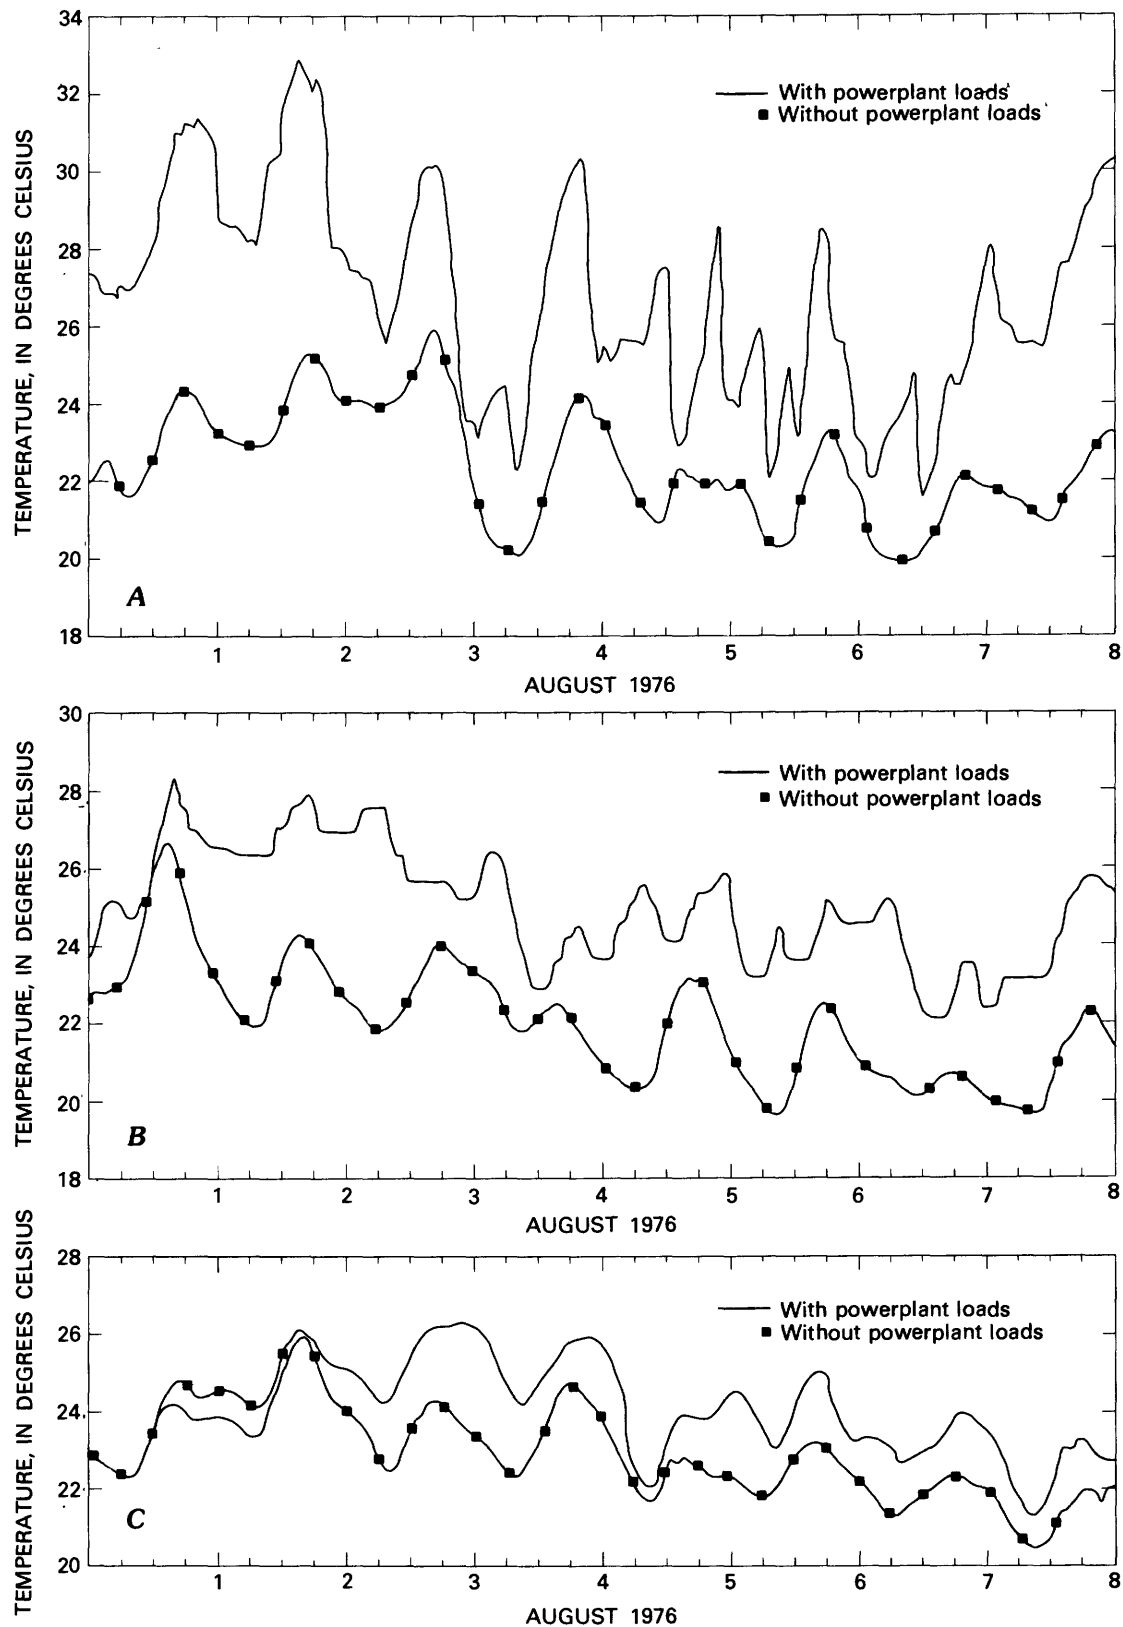 34
32
30
28
26
24
22
20
18
TEMPERATURE, IN DEGREES CELSIUS
With powerplant loads
Without powerplant loads
A
1 2 3 4 5 6 7 8
AUGUST 1976
30
28
26
24
22
20
18
TEMPERATURE, IN DEGREES CELSIUS
With powerplant loads
Without powerplant loads
B
1 2 3 4 5 6 7 8
AUGUST 1976
28
26
24
22
20
TEMPERATURE, IN DEGREES CELSIUS
With powerplant loads
Without powerplant loads
C
1 2 3 4 5 6 7 8
AUGUST 1976